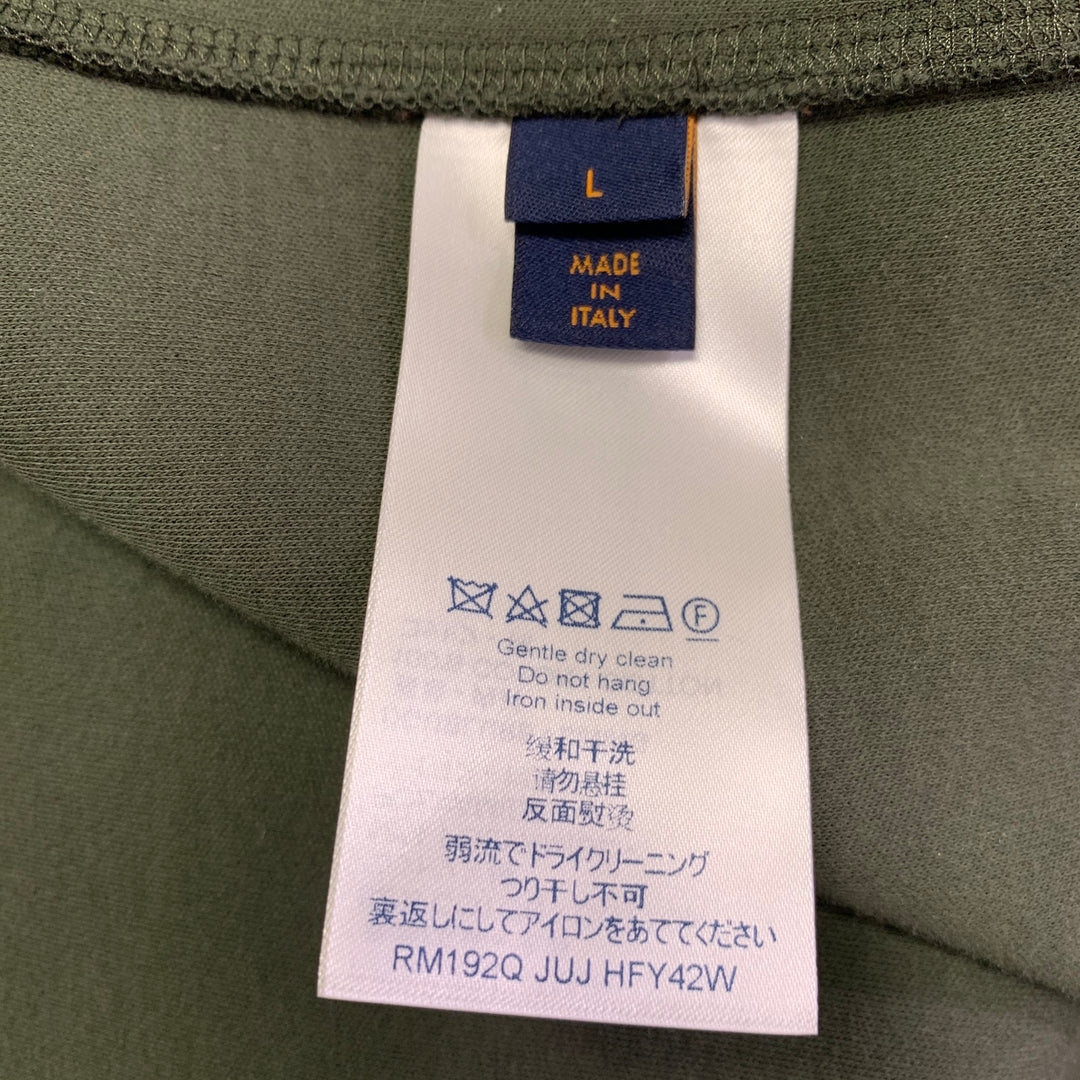 L
MADE
IN
ITALY
F
Gentle dry clean
Do not hang
Iron inside out
缓和干洗
请勿悬挂
反面熨烫
弱流でドライクリーニング
つり干し不可
裏返しにしてアイロンをあててください
RM192Q JUJ HFY42W